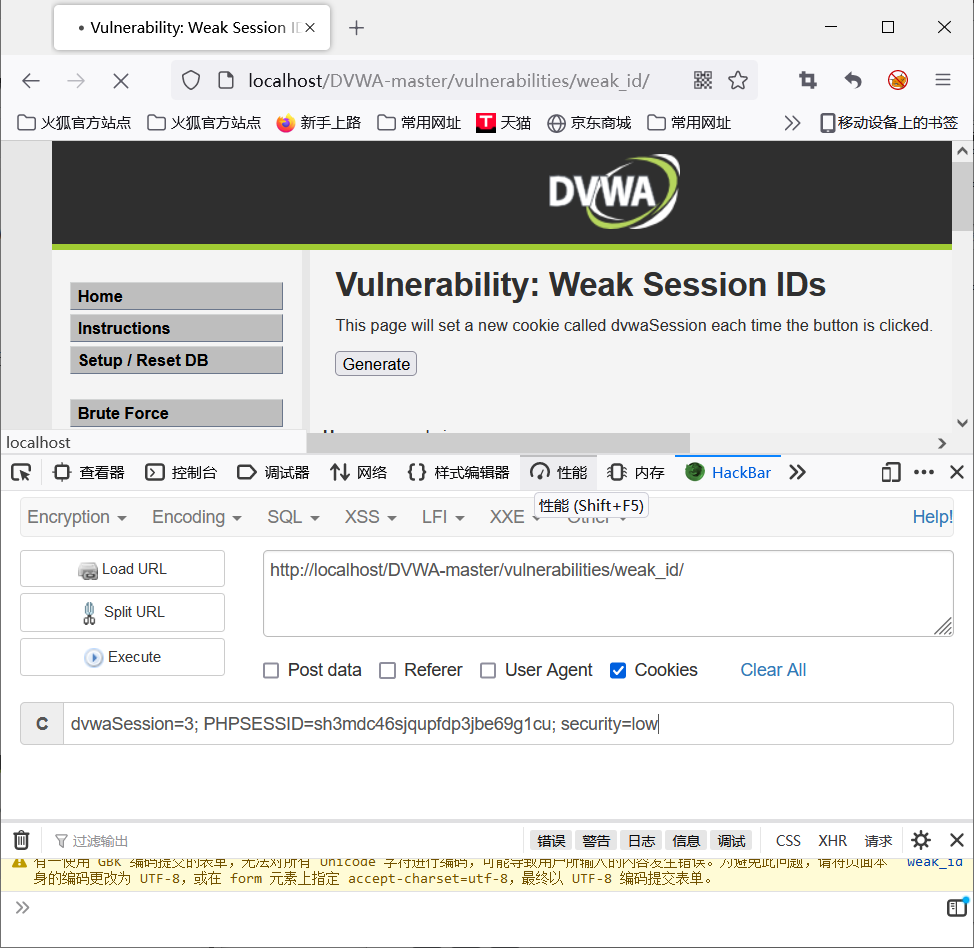 Vulnerability: Weak Session ID
localhost/DVWA-master/vulnerabilities/weak_id/
火狐官方站点 火狐官方站点 新手上路 常用网址 天猫 京东商城 常用网址 移动设备上的书签
DVWA
Vulnerability: Weak Session IDs
This page will set a new cookie called dvwaSession each time the button is clicked.
Generate
Home
Instructions
Setup / Reset DB
Brute Force
localhost
查看器 控制台 调试器 网络 样式编辑器 性能 内存 HackBar
性能 (Shift+F5)
Encryption Encoding SQL XSS LFI XXE Other Help!
Load URL
Split URL
Execute
http://localhost/DVWA-master/vulnerabilities/weak_id/
Post data Referer User Agent Cookies Clear All
C dvwaSession=3; PHPSESSID=sh3mdc46sjqupfdp3jbe69g1cu; security=low
过滤输出 错误 警告 日志 信息 调试 CSS XHR 请求
有一使用 GBK 编码提交的表单，无法对所有 Unicode 字符进行编码，可能导致用户所输入的内容发生错误。为避免此问题，请将页面本 weak_id
身的编码更改为 UTF-8，或在 form 元素上指定 accept-charset=utf-8，最终以 UTF-8 编码提交表单。